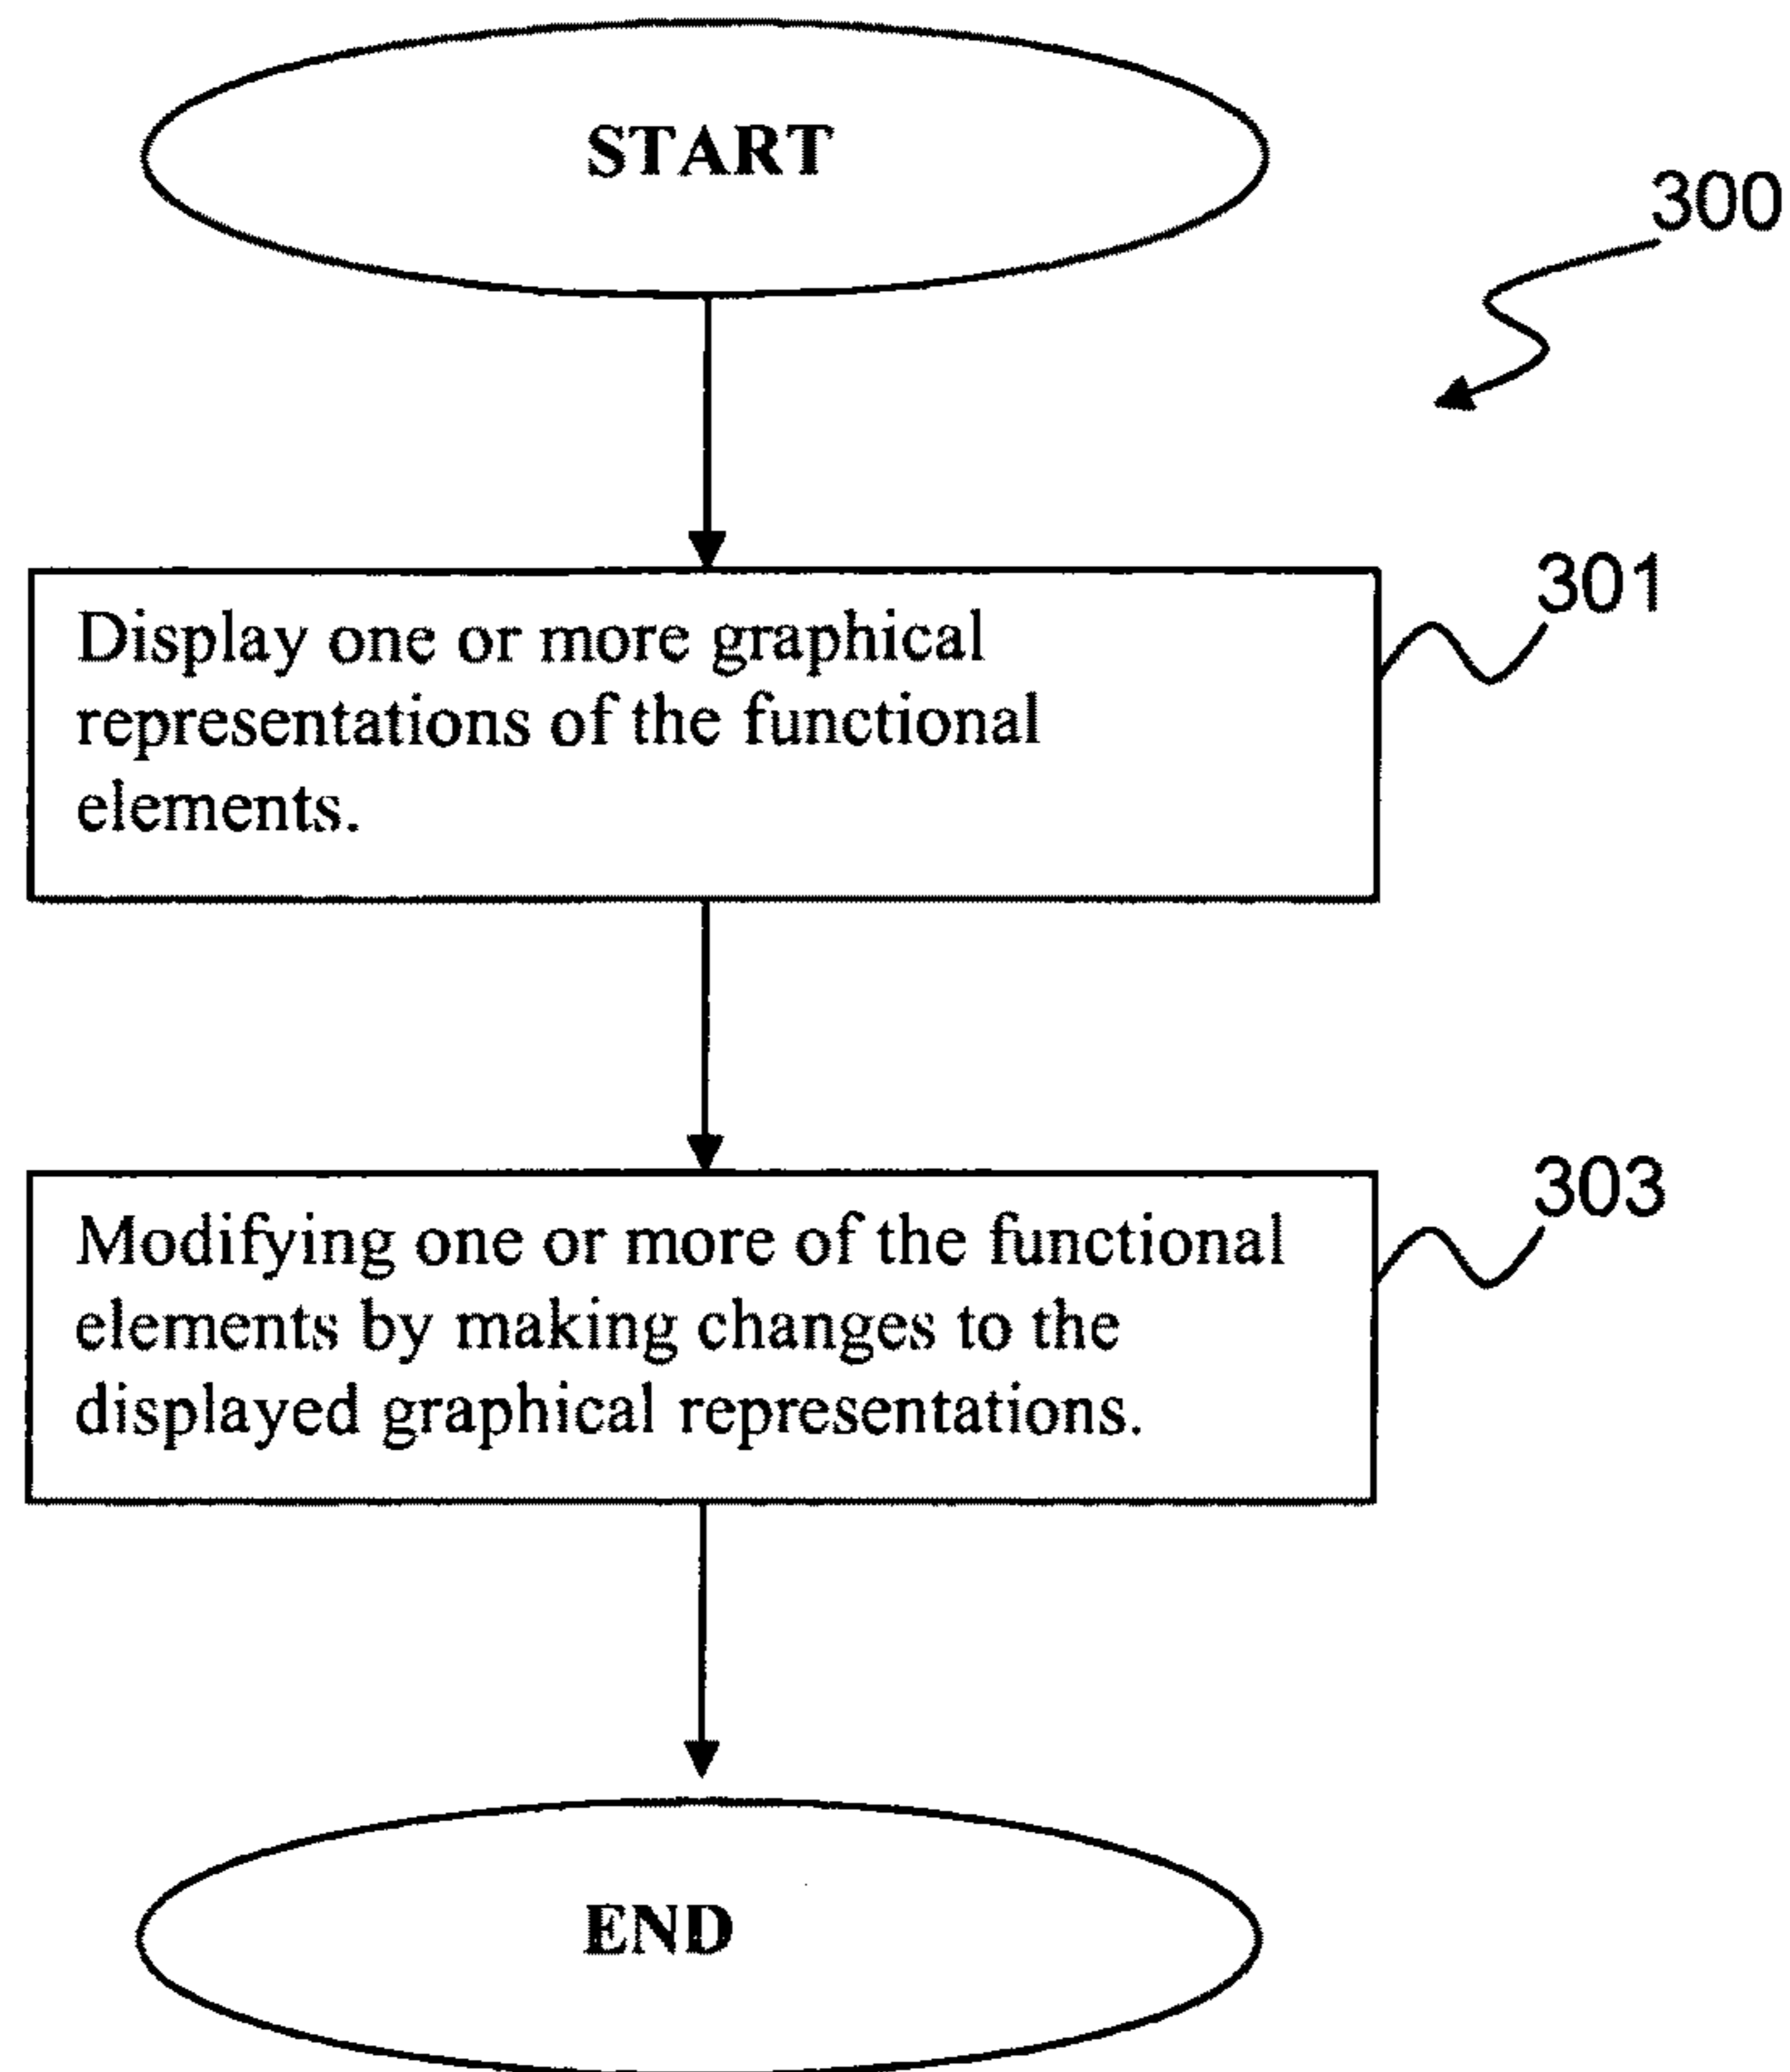 START
300
301
Display one or more graphical
representations of the functional
elements.
303
Modifying one or more of the functional
elements by making changes to the
displayed graphical representations.
END